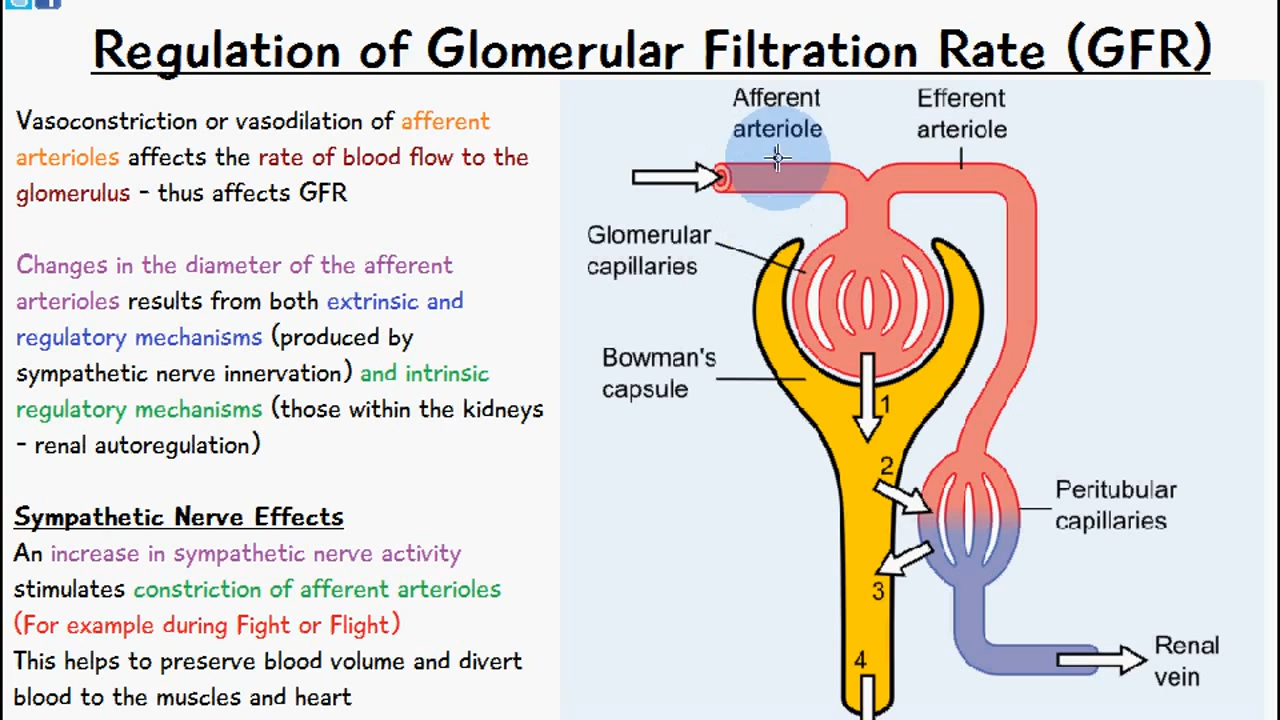 Regulation of Glomerular Filtration Rate (GFR)
Vasoconstriction or vasodilation of afferent
arterioles affects the rate of blood flow to the
glomerulus - thus affects GFR
Changes in the diameter of the afferent
arterioles results from both extrinsic and
regulatory mechanisms (produced by
sympathetic nerve innervation) and intrinsic
regulatory mechanisms (those within the kidneys
- renal autoregulation)
Sympathetic Nerve Effects
An increase in sympathetic nerve activity
stimulates constriction of afferent arterioles
(For example during Fight or Flight)
This helps to preserve blood volume and divert
blood to the muscles and heart
Afferent
arteriole
Efferent
arteriole
Glomerular
capillaries
Bowman's
capsule
1
2
Peritubular
capillaries
3
4
Renal
vein